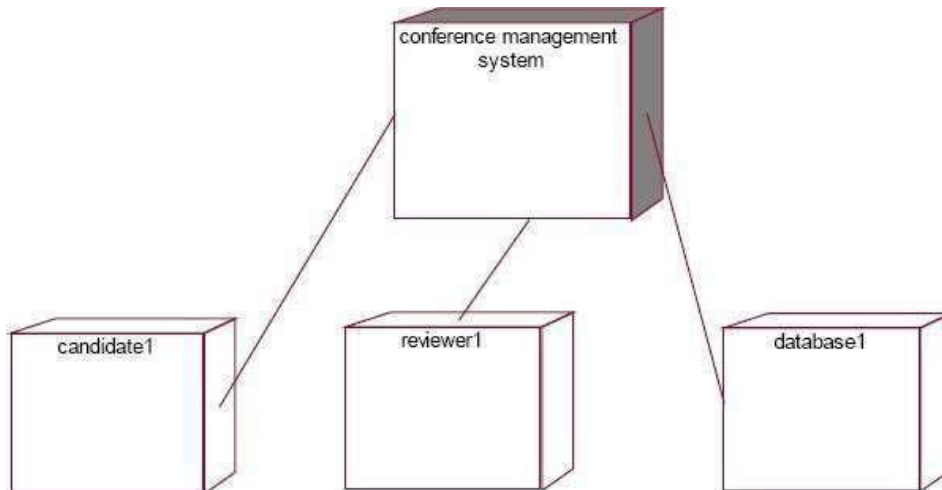 conference management
system
candidate1
reviewer1
database1